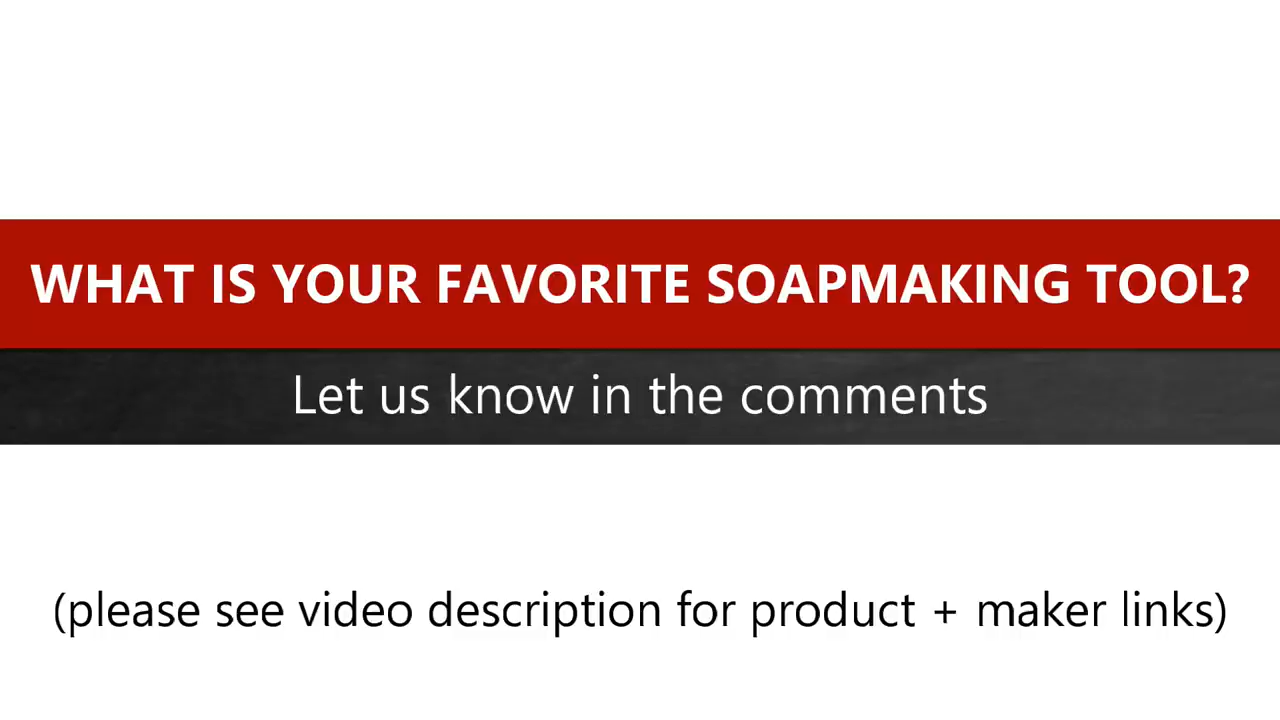 WHAT IS YOUR FAVORITE SOAPMAKING TOOL?
Let us know in the comments
(please see video description for product + maker links)